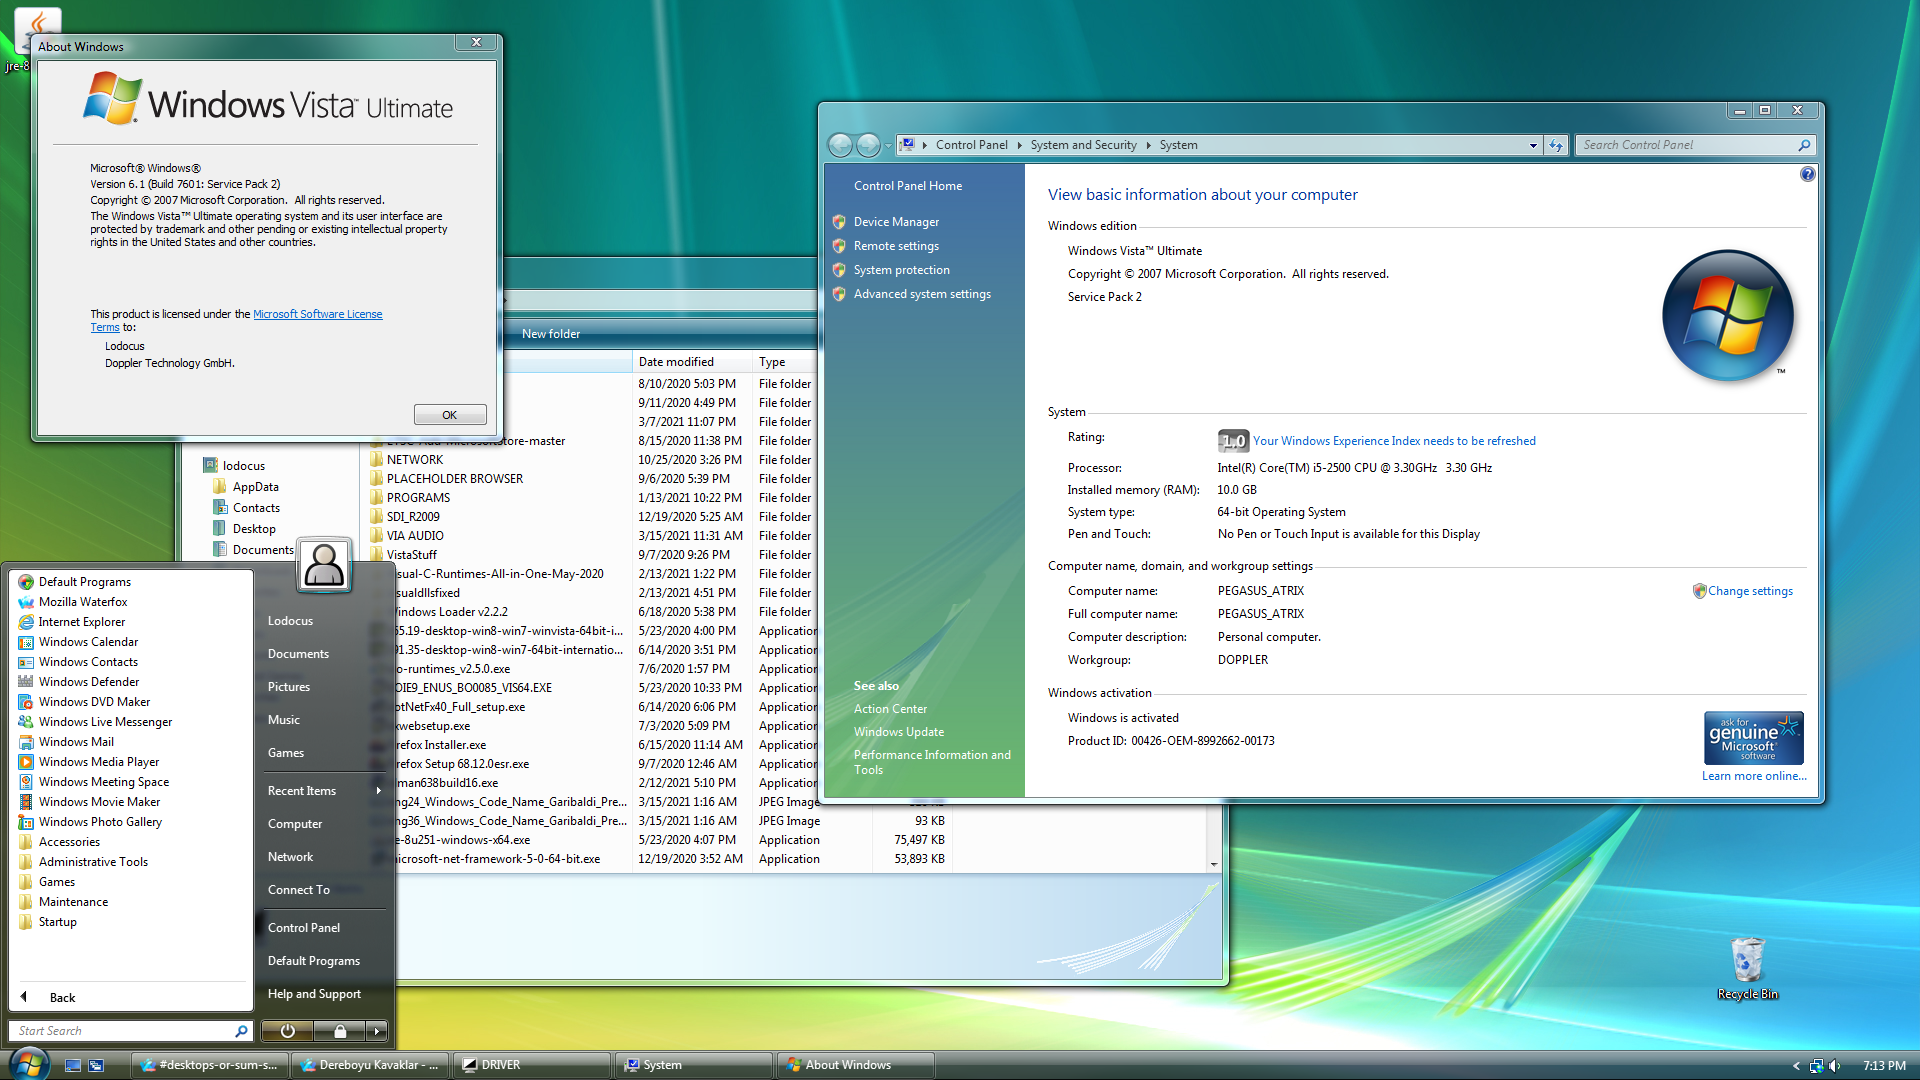 jre-8
About Windows
Windows Vista™ Ultimate
Microsoft® Windows®
Version 6.1 (Build 7601: Service Pack 2)
Copyright © 2007 Microsoft Corporation.  All rights reserved.
The Windows Vista™ Ultimate operating system and its user interface are
protected by trademark and other pending or existing intellectual property
rights in the United States and other countries.
This product is licensed under the Microsoft Software License
Terms to:
Lodocus
Doppler Technology GmbH.
OK
New folder
Date modified Type
8/10/2020 5:03 PM File folder
9/11/2020 4:49 PM File folder
3/7/2021 11:07 PM File folder
store-master 8/15/2020 11:38 PM File folder
NETWORK 10/25/2020 3:26 PM File folder
PLACEHOLDER BROWSER 9/6/2020 5:39 PM File folder
PROGRAMS 1/13/2021 10:22 PM File folder
SDI_R2009 12/19/2020 5:25 AM File folder
VIA AUDIO 3/15/2021 11:31 AM File folder
VistaStuff 9/7/2020 9:26 PM File folder
isual-C-Runtimes-All-in-One-May-2020 2/13/2021 1:22 PM File folder
isualdllsfixed 2/13/2021 4:51 PM File folder
Windows Loader v2.2.2 6/18/2020 5:38 PM File folder
65.19-desktop-win8-win7-winvista-64bit-i... 5/23/2020 4:00 PM Application
91.35-desktop-win8-win7-64bit-internatio... 6/14/2020 3:51 PM Application
o-runtimes_v2.5.0.exe 7/6/2020 1:57 PM Application
OIE9_ENUS_BO0085_VIS64.EXE 5/23/2020 10:33 PM Application
otNetFx40_Full_setup.exe 6/14/2020 6:06 PM Application
xwebsetup.exe 7/3/2020 5:09 PM Application
refox Installer.exe 6/15/2020 11:14 AM Application
refox Setup 68.12.0esr.exe 9/7/2020 12:46 AM Application
man638build16.exe 2/12/2021 5:10 PM Application
ng24_Windows_Code_Name_Garibaldi_Pre... 3/15/2021 1:16 AM JPEG Image
ng36_Windows_Code_Name_Garibaldi_Pre... 3/15/2021 1:16 AM JPEG Image 93 KB
e-8u251-windows-x64.exe 5/23/2020 4:07 PM Application 75,497 KB
microsoft-net-framework-5-0-64-bit.exe 12/19/2020 3:52 AM Application 53,893 KB
lodocus
AppData
Contacts
Desktop
Documents
Control Panel System and Security System
Search Control Panel
Control Panel Home
Device Manager
Remote settings
System protection
Advanced system settings
See also
Action Center
Windows Update
Performance Information and
Tools
View basic information about your computer
Windows edition
Windows Vista™ Ultimate
Copyright © 2007 Microsoft Corporation.  All rights reserved.
Service Pack 2
™
System
Rating: 1.0 Your Windows Experience Index needs to be refreshed
Processor: Intel(R) Core(TM) i5-2500 CPU @ 3.30GHz  3.30 GHz
Installed memory (RAM): 10.0 GB
System type: 64-bit Operating System
Pen and Touch: No Pen or Touch Input is available for this Display
Computer name, domain, and workgroup settings
Computer name: PEGASUS_ATRIX
Change settings
Full computer name: PEGASUS_ATRIX
Computer description: Personal computer.
Workgroup: DOPPLER
Windows activation
Windows is activated
Product ID: 00426-OEM-8992662-00173
ask for
genuine
Microsoft
software
Learn more online...
Default Programs
Mozilla Waterfox
Internet Explorer
Windows Calendar
Windows Contacts
Windows Defender
Windows DVD Maker
Windows Live Messenger
Windows Mail
Windows Media Player
Windows Meeting Space
Windows Movie Maker
Windows Photo Gallery
Accessories
Administrative Tools
Games
Maintenance
Startup
Back
Start Search
Lodocus
Documents
Pictures
Music
Games
Recent Items
Computer
Network
Connect To
Control Panel
Default Programs
Help and Support
Recycle Bin
#desktops-or-sum-s... Dereboyu Kavaklar - ... DRIVER System About Windows 7:13 PM